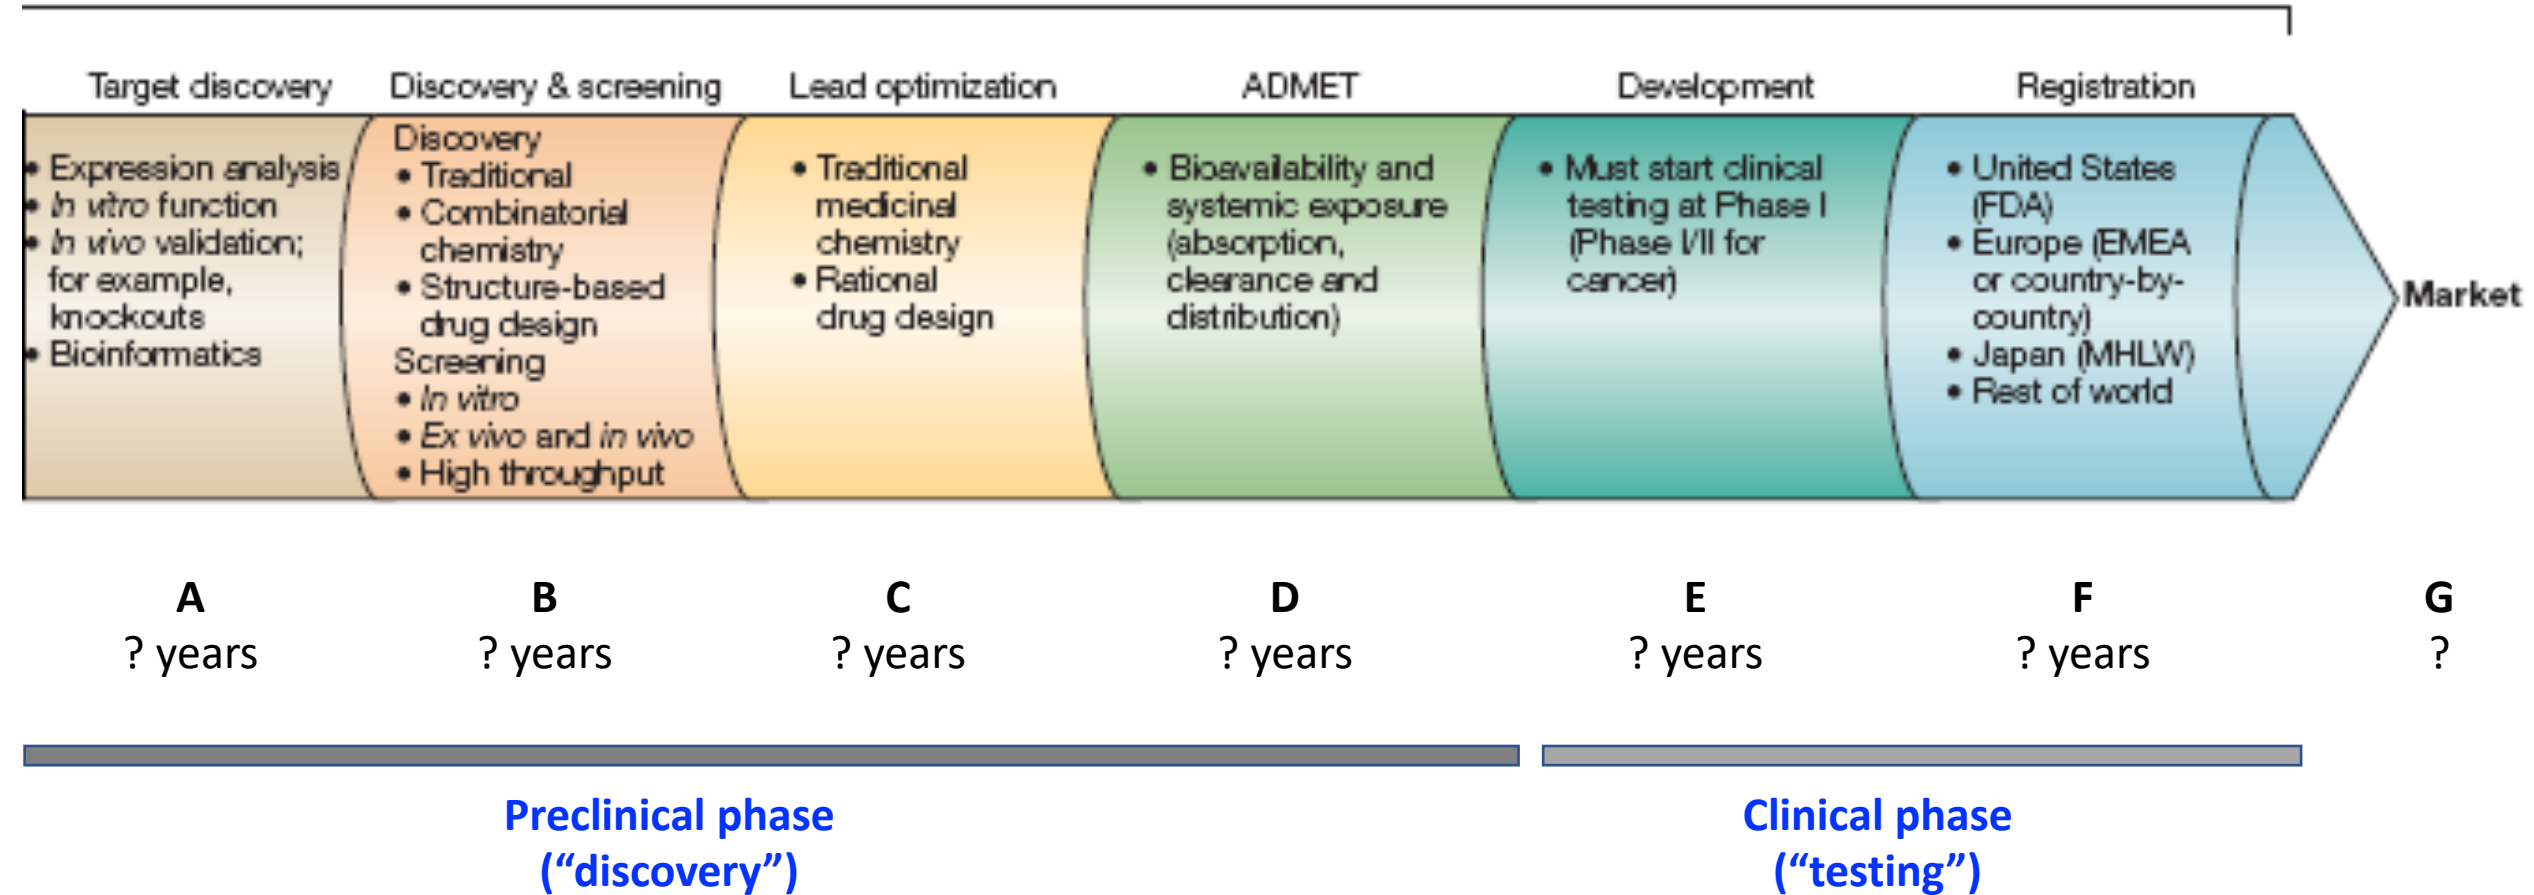 Target discovery
Discovery & screening
Lead optimization
ADMET
Development
Registration
• Expression analysis
• In vitro function
• In vivo validation;
for example,
knockouts
• Bioinformatics
Discovery
• Traditional
• Combinatorial
chemistry
• Structure-based
drug design
Screening
• In vitro
• Ex vivo and in vivo
• High throughput
• Traditional
medicinal
chemistry
• Rational
drug design
• Bioavailability and
systemic exposure
(absorption,
clearance and
distribution)
• Must start clinical
testing at Phase I
(Phase I/II for
cancer)
• United States
(FDA)
• Europe (EMEA
or country-by-
country)
• Japan (MHLW)
• Rest of world
Market
A
? years
B
? years
C
? years
D
? years
E
? years
F
? years
G
?
Preclinical phase
(“discovery”)
Clinical phase
(“testing”)